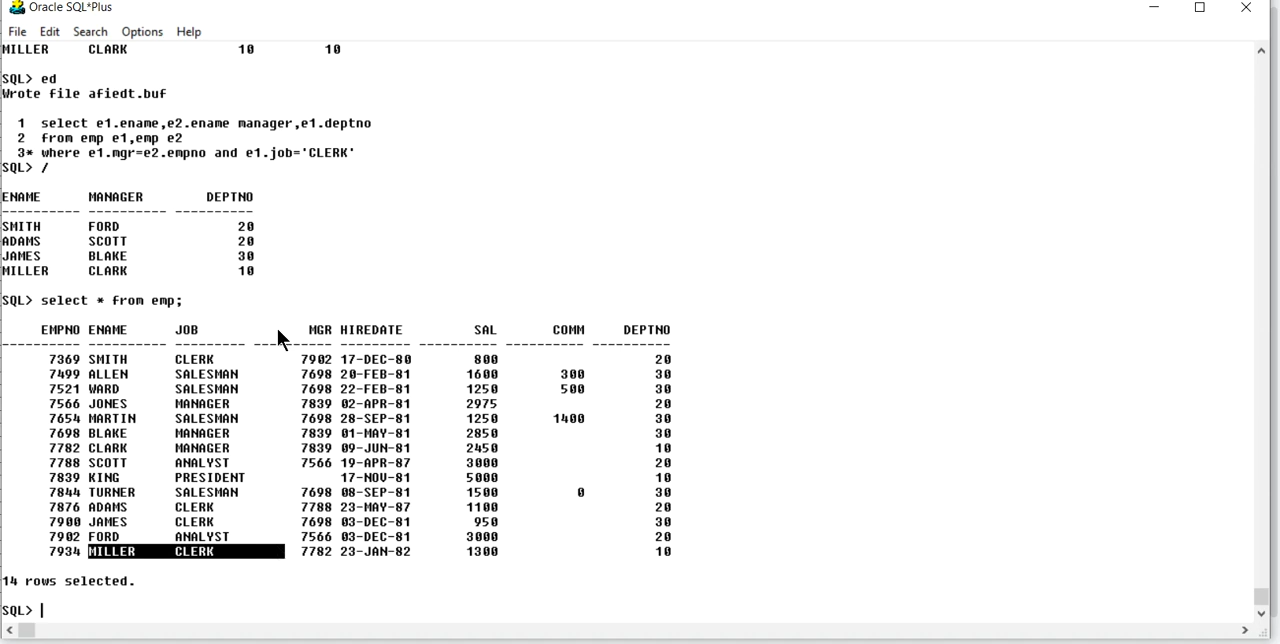 Oracle SQL*Plus
File Edit Search Options Help
MILLER     CLARK              10         10
SQL> ed
Wrote file afiedt.buf
  1  select e1.ename,e2.ename manager,e1.deptno
  2  from emp e1,emp e2
  3* where e1.mgr=e2.empno and e1.job='CLERK'
SQL> /
ENAME      MANAGER        DEPTNO
---------- ---------- ----------
SMITH      FORD               20
ADAMS      SCOTT              20
JAMES      BLAKE              30
MILLER     CLARK              10
SQL> select * from emp;
     EMPNO ENAME      JOB              MGR HIREDATE         SAL       COMM     DEPTNO
---------- ---------- --------- ---------- --------- ---------- ---------- ----------
      7369 SMITH      CLERK           7902 17-DEC-80        800                    20
      7499 ALLEN      SALESMAN        7698 20-FEB-81       1600        300         30
      7521 WARD       SALESMAN        7698 22-FEB-81       1250        500         30
      7566 JONES      MANAGER         7839 02-APR-81       2975                    20
      7654 MARTIN     SALESMAN        7698 28-SEP-81       1250       1400         30
      7698 BLAKE      MANAGER         7839 01-MAY-81       2850                    30
      7782 CLARK      MANAGER         7839 09-JUN-81       2450                    10
      7788 SCOTT      ANALYST         7566 19-APR-87       3000                    20
      7839 KING       PRESIDENT            17-NOV-81       5000                    10
      7844 TURNER     SALESMAN        7698 08-SEP-81       1500          0         30
      7876 ADAMS      CLERK           7788 23-MAY-87       1100                    20
      7900 JAMES      CLERK           7698 03-DEC-81        950                    30
      7902 FORD       ANALYST         7566 03-DEC-81       3000                    20
      7934 MILLER     CLERK           7782 23-JAN-82       1300                    10
14 rows selected.
SQL>